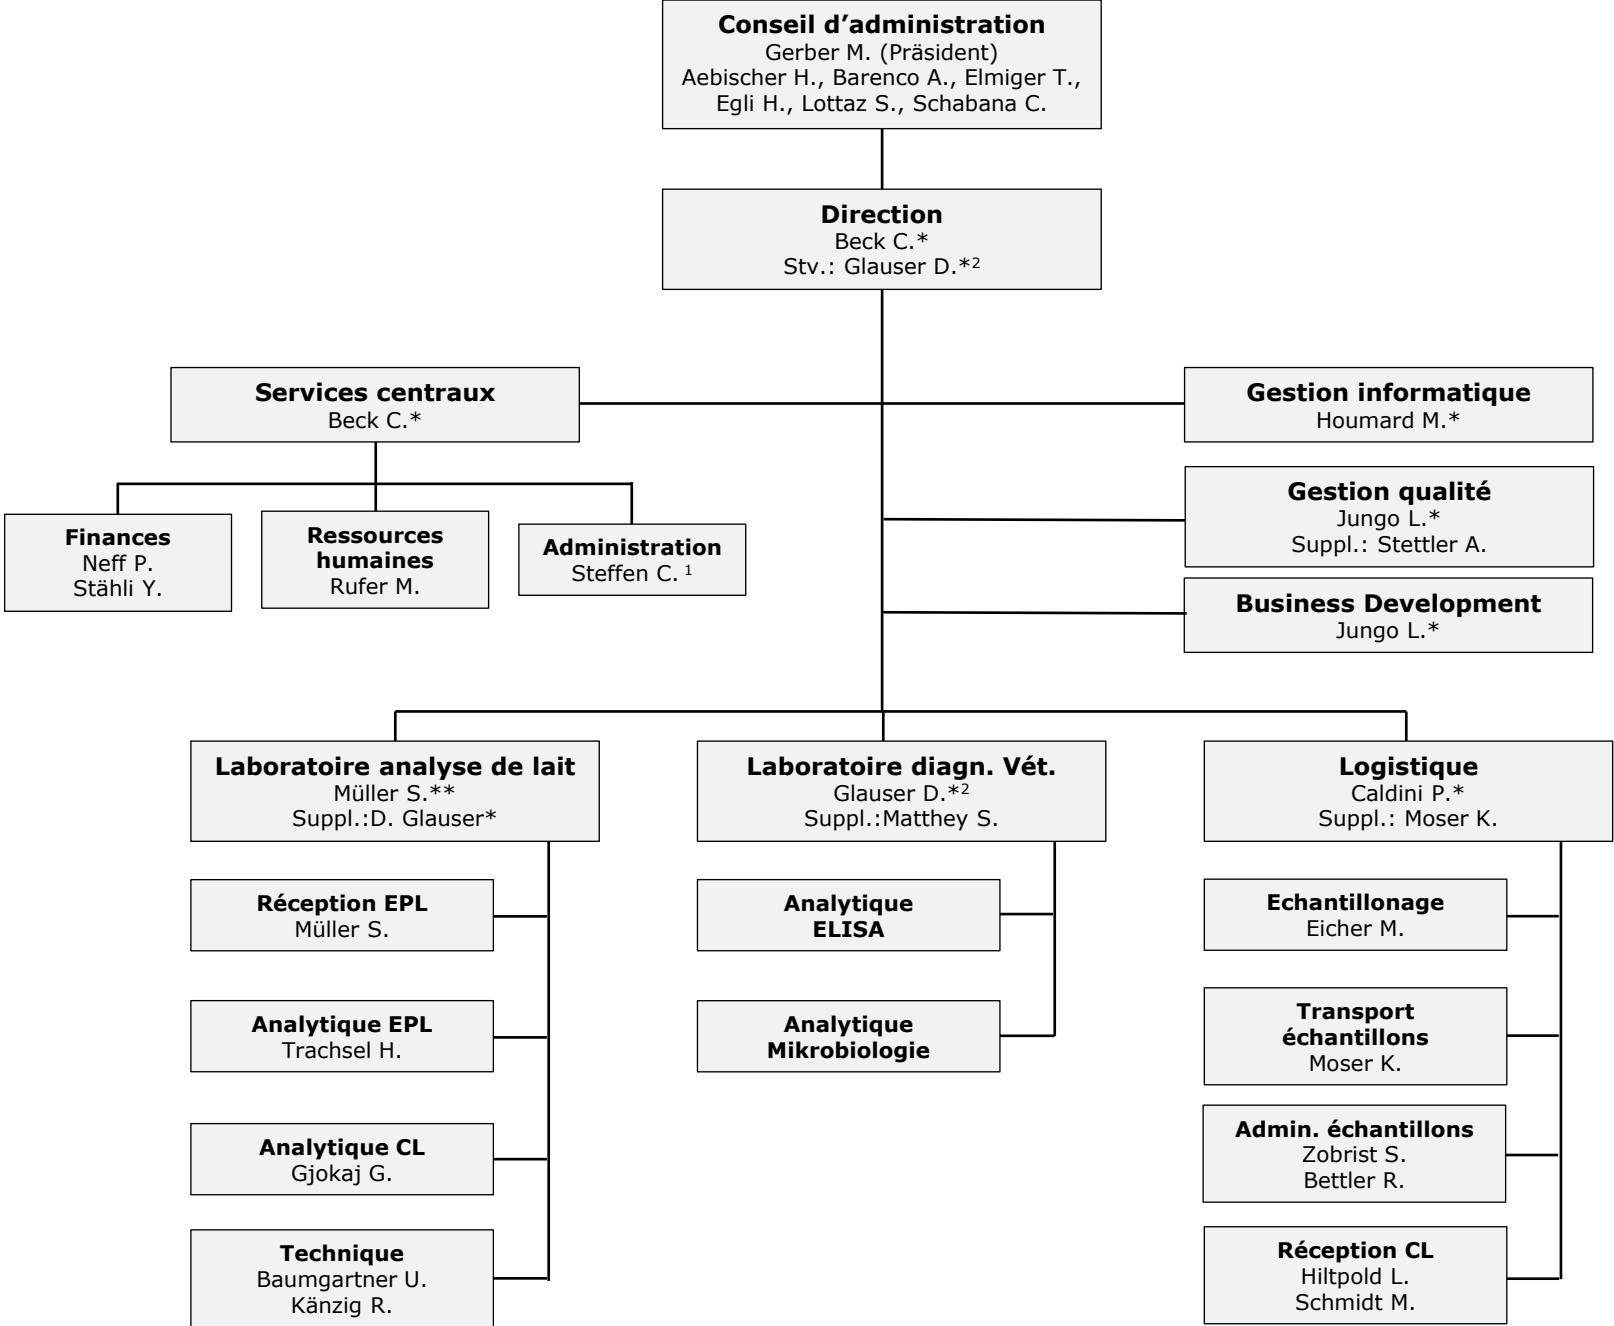 Conseil d’administration
Gerber M. (Präsident)
Aebischer H., Barenco A., Elmiger T.,
Egli H., Lottaz S., Schabana C.
Direction
Beck C.*
Stv.: Glauser D.*²
Services centraux
Beck C.*
Gestion informatique
Houmard M.*
Gestion qualité
Jungo L.*
Suppl.: Stettler A.
Finances
Neff P.
Stähli Y.
Ressources
humaines
Rufer M.
Administration
Steffen C. ¹
Business Development
Jungo L.*
Laboratoire analyse de lait
Müller S.**
Suppl.:D. Glauser*
Laboratoire diagn. Vét.
Glauser D.*²
Suppl.:Matthey S.
Logistique
Caldini P.*
Suppl.: Moser K.
Réception EPL
Müller S.
Analytique EPL
Trachsel H.
Analytique CL
Gjokaj G.
Technique
Baumgartner U.
Känzig R.
Analytique
ELISA
Analytique
Mikrobiologie
Echantillonage
Eicher M.
Transport
échantillons
Moser K.
Admin. échantillons
Zobrist S.
Bettler R.
Réception CL
Hiltpold L.
Schmidt M.